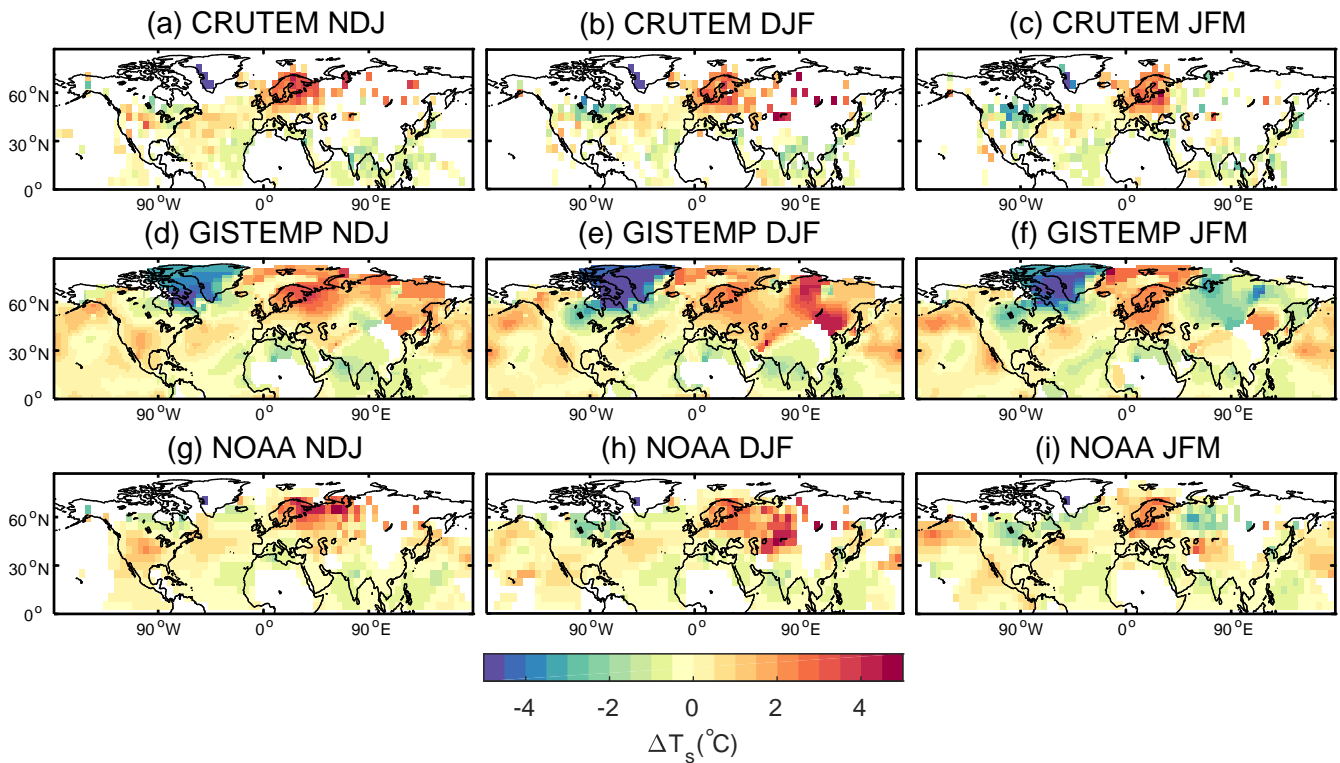 (a) CRUTEM NDJ
(b) CRUTEM DJF
(c) CRUTEM JFM
60°N
30°N
0°
90°W 0° 90°E
90°W 0° 90°E
90°W 0° 90°E
(d) GISTEMP NDJ
(e) GISTEMP DJF
(f) GISTEMP JFM
60°N
30°N
0°
90°W 0° 90°E
90°W 0° 90°E
90°W 0° 90°E
(g) NOAA NDJ
(h) NOAA DJF
(i) NOAA JFM
60°N
30°N
0°
90°W 0° 90°E
90°W 0° 90°E
90°W 0° 90°E
-4 -2 0 2 4
ΔT_s(°C)